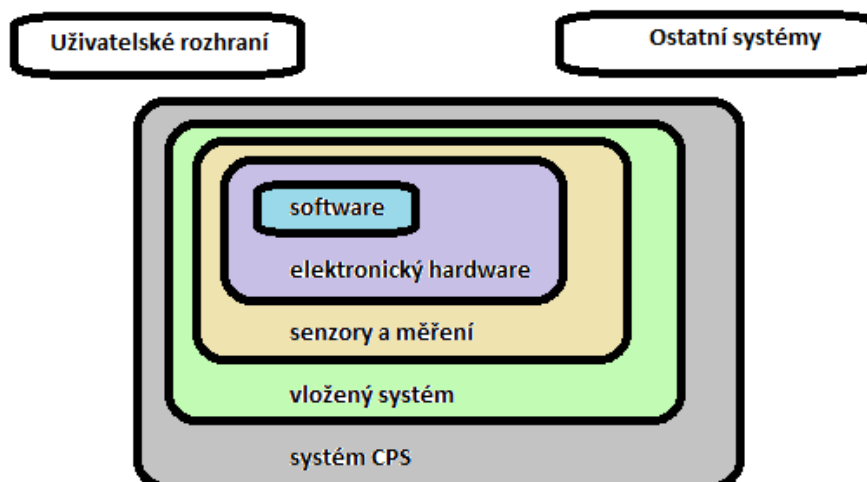 Uživatelské rozhraní
Ostatní systémy
software
elektronický hardware
senzory a měření
vložený systém
systém CPS